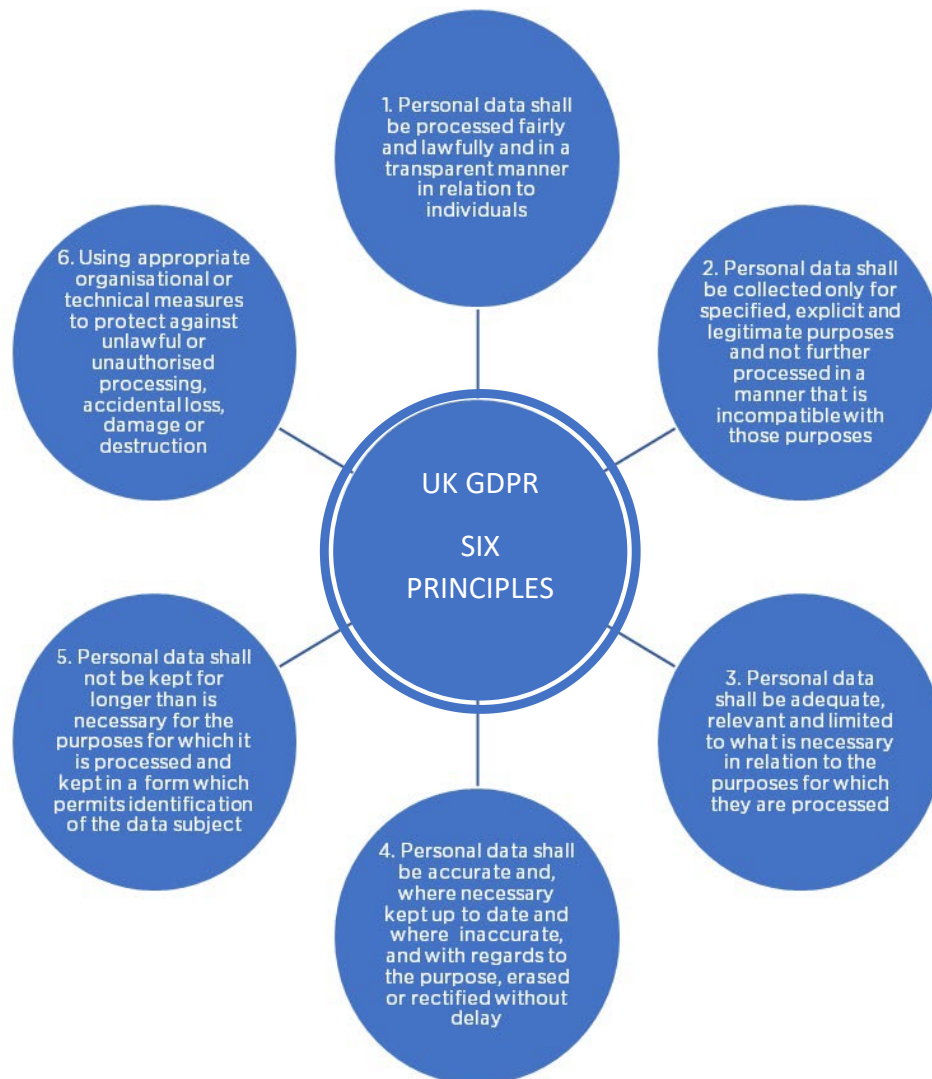 1. Personal data shall
be processed fairly
and lawfully and in a
transparent manner
in relation to
individuals
2. Personal data shall
be collected only for
specified, explicit and
legitimate purposes
and not further
processed in a
manner that is
incompatible with
those purposes
3. Personal data
shall be adequate,
relevant and limited
to what is necessary
in relation to the
purposes for which
they are processed
4. Personal data shall
be accurate and,
where necessary
kept up to date and
where inaccurate,
and with regards to
the purpose, erased
or rectified without
delay
5. Personal data shall
not be kept for
longer than is
necessary for the
purposes for which it
is processed and
kept in a form which
permits identification
of the data subject
6. Using appropriate
organisational or
technical measures
to protect against
unlawful or
unauthorised
processing,
accidental loss,
damage or
destruction
UK GDPR
SIX
PRINCIPLES